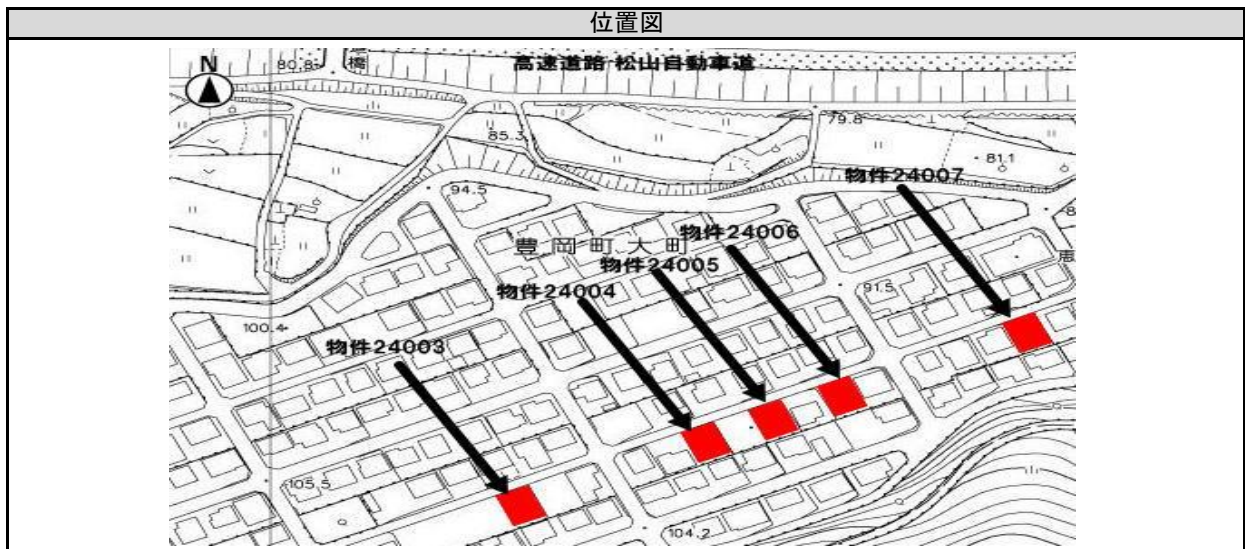 位置図
N
80.8
橋
高速道路 松山自動車道
85.3
79.8
81.1
94.5
物件24007
豊岡町大町
物件24006
物件24005
物件24004
91.5
100.4
物件24003
105.5
104.2